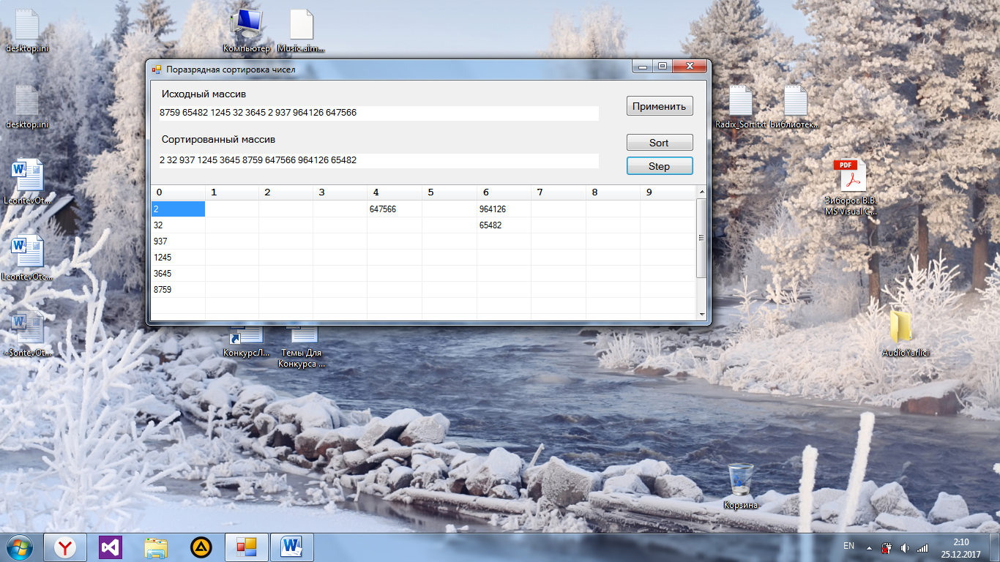 desktop.ini
Компьютер
Music.aim...
Поразрядная сортировка чисел
Исходный массив
8759 65482 1245 32 3645 2 937 964126 647566
Применить
Сортированный массив
Sort
2 32 937 1245 3645 8759 647566 964126 65482
Step
0 1 2 3 4 5 6 7 8 9
2 647566 964126
32 65482
937
1245
3645
8759
desktop.ini
LeontevOt...
LeontevOtc...
КонкурсЛ...
Темы Для
Конкурса ...
Radix_Sort.txt
Библиотек...
PDF
Зиборов В.В.
MS Visual C...
AudioYarlici
Корзина
EN
2:10
25.12.2017